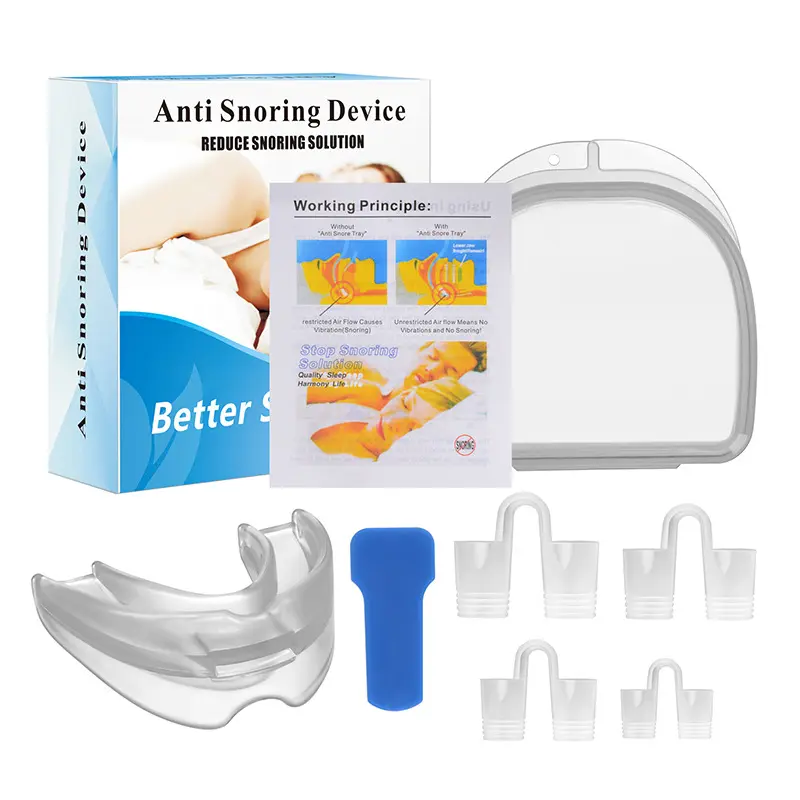 Anti Snoring Device
Anti Snoring Device
REDUCE SNORING SOLUTION
Better S
Working Principle:
Without
"Anti Snore Tray"
With
"Anti Snore Tray"
restricted Air Flow Causes
Vibration(Snoring)
Unrestricted Air flow Means No
Vibrations and No Snoring!
Stop Snoring
Solution
Quality Sleep
Harmony Life
SNORING